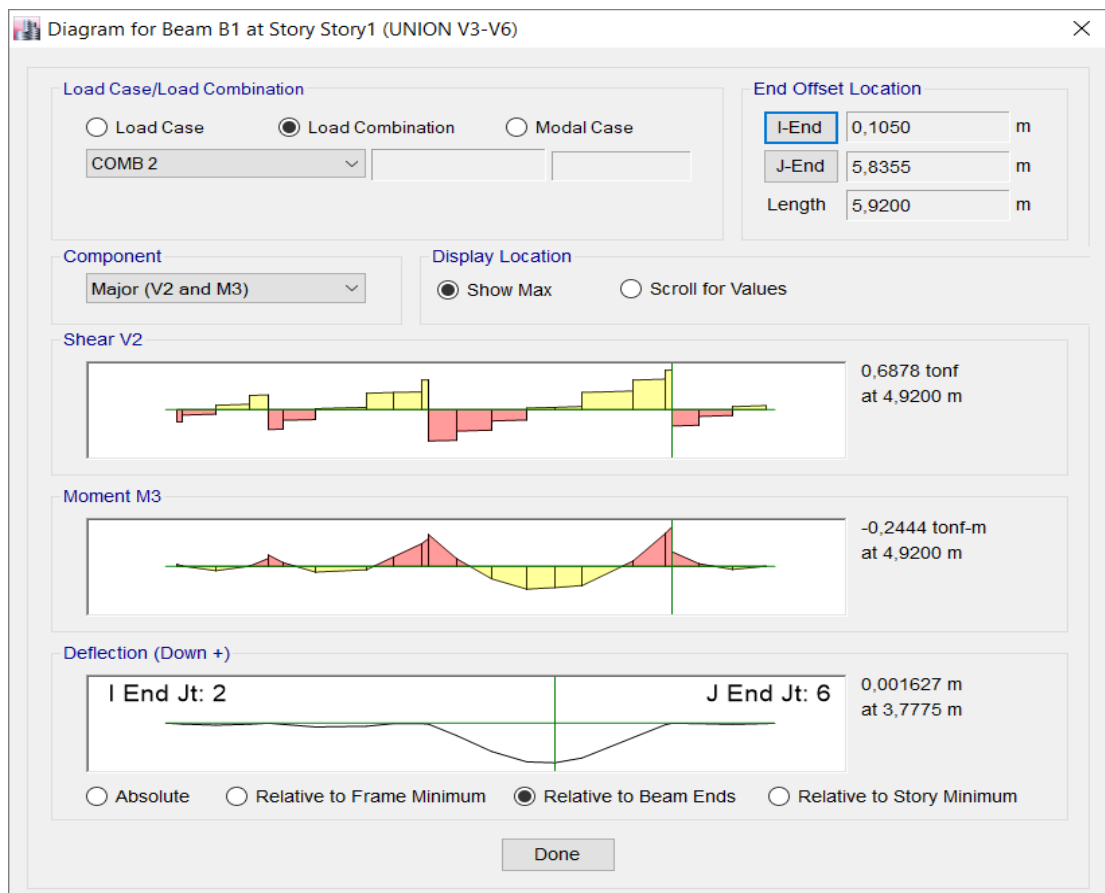 Diagram for Beam B1 at Story Story1 (UNION V3-V6)
Load Case/Load Combination
Load Case
Load Combination
Modal Case
COMB 2
End Offset Location
I-End 0,1050 m
J-End 5,8355 m
Length 5,9200 m
Component
Major (V2 and M3)
Display Location
Show Max
Scroll for Values
Shear V2
0,6878 tonf
at 4,9200 m
Moment M3
-0,2444 tonf-m
at 4,9200 m
Deflection (Down +)
I End Jt: 2
J End Jt: 6
0,001627 m
at 3,7775 m
Absolute
Relative to Frame Minimum
Relative to Beam Ends
Relative to Story Minimum
Done